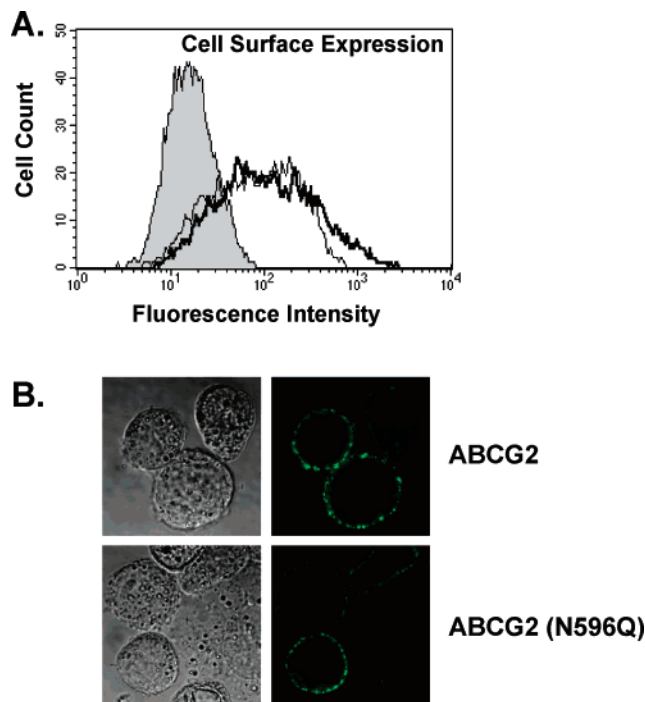 A.
Cell Surface Expression
Cell Count
50
40
30
20
10
0
10⁰ 10¹ 10² 10³ 10⁴
Fluorescence Intensity
B.
ABCG2
ABCG2 (N596Q)